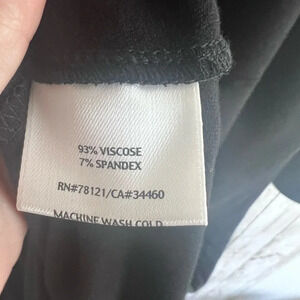 93% VISCOSE
7% SPANDEX
RN#78121/CA#34460
MACHINE WASH COLD